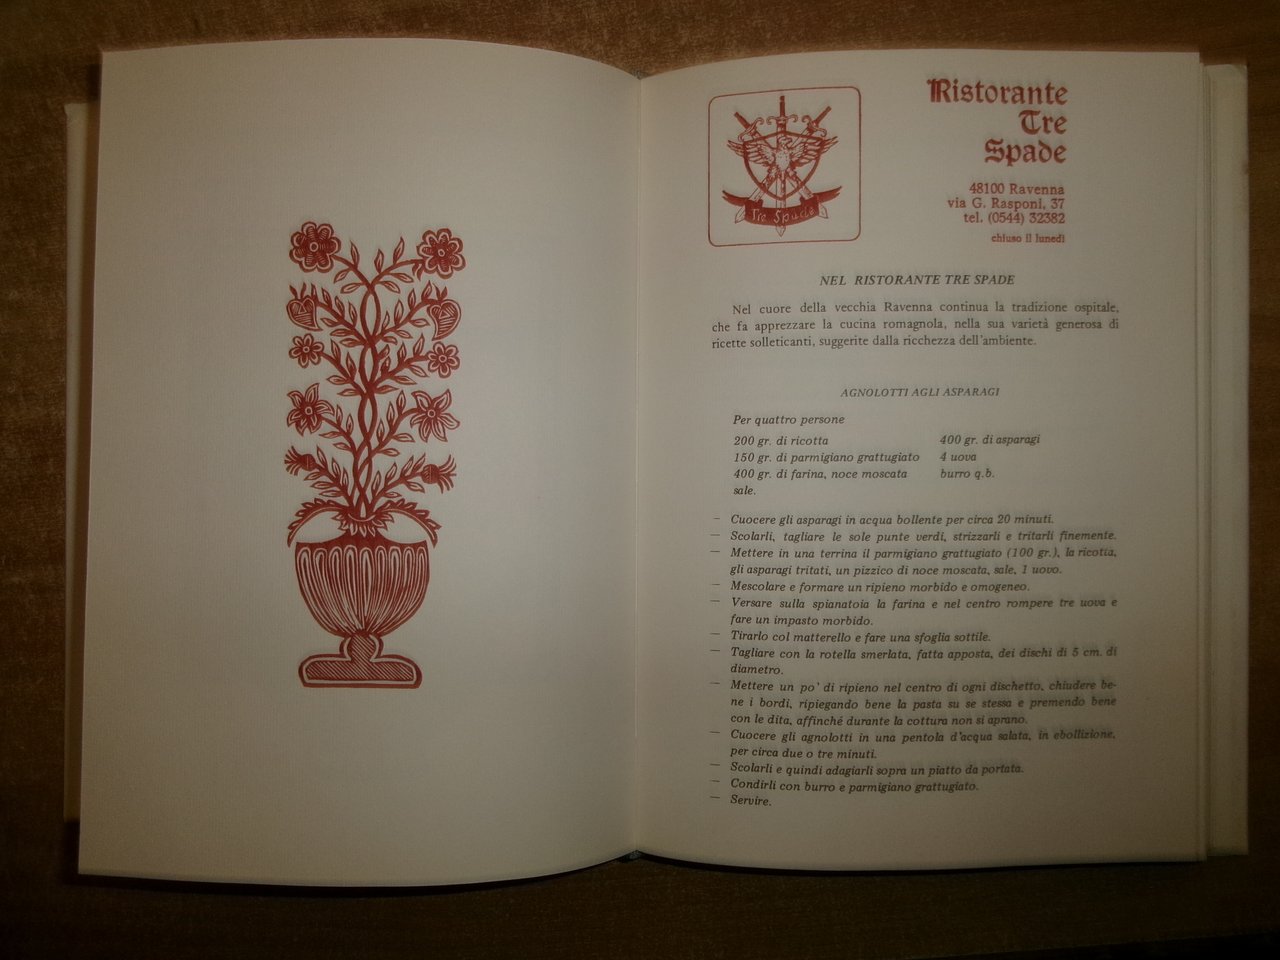 Tre Spade
Ristorante
Tre
Spade
48100 Ravenna
via G. Rasponi, 37
tel. (0544) 32382
chiuso il lunedì
NEL RISTORANTE TRE SPADE
Nel cuore della vecchia Ravenna continua la tradizione ospitale,
che fa apprezzare la cucina romagnola, nella sua varietà generosa di
ricette solleticanti, suggerite dalla ricchezza dell'ambiente.
AGNOLOTTI AGLI ASPARAGI
Per quattro persone
200 gr. di ricotta 400 gr. di asparagi
150 gr. di parmigiano grattugiato 4 uova
400 gr. di farina, noce moscata burro q.b.
sale.
— Cuocere gli asparagi in acqua bollente per circa 20 minuti.
— Scolarli, tagliare le sole punte verdi, strizzarli e tritarli finemente.
— Mettere in una terrina il parmigiano grattugiato (100 gr.), la ricotta,
gli asparagi tritati, un pizzico di noce moscata, sale, 1 uovo.
— Mescolare e formare un ripieno morbido e omogeneo.
— Versare sulla spianatoia la farina e nel centro rompere tre uova e
fare un impasto morbido.
— Tirarlo col matterello e fare una sfoglia sottile.
— Tagliare con la rotella smerlata, fatta apposta, dei dischi di 5 cm. di
diametro.
— Mettere un po' di ripieno nel centro di ogni dischetto, chiudere be-
ne i bordi, ripiegando bene la pasta su se stessa e premendo bene
con le dita, affinché durante la cottura non si aprano.
— Cuocere gli agnolotti in una pentola d'acqua salata, in ebollizione,
per circa due o tre minuti.
— Scolarli e quindi adagiarli sopra un piatto da portata.
— Condirli con burro e parmigiano grattugiato.
— Servire.